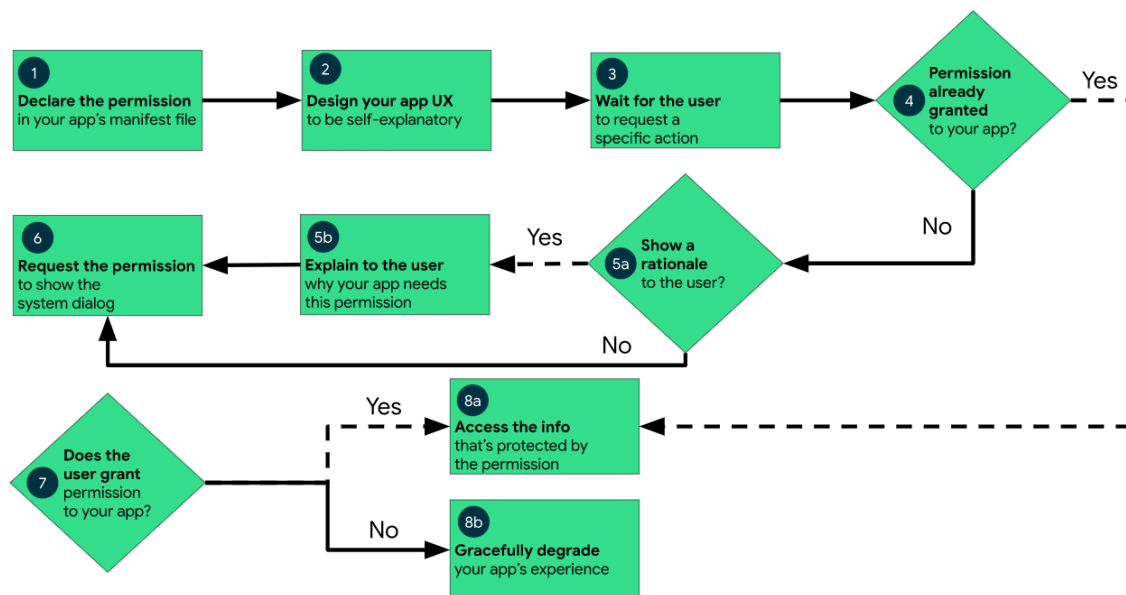 1
Declare the permission
in your app's manifest file
2
Design your app UX
to be self-explanatory
3
Wait for the user
to request a
specific action
4
Permission
already
granted
to your app?
Yes
No
5a
Show a
rationale
to the user?
Yes
5b
Explain to the user
why your app needs
this permission
6
Request the permission
to show the
system dialog
No
7
Does the
user grant
permission
to your app?
Yes
8a
Access the info
that's protected by
the permission
No
8b
Gracefully degrade
your app's experience